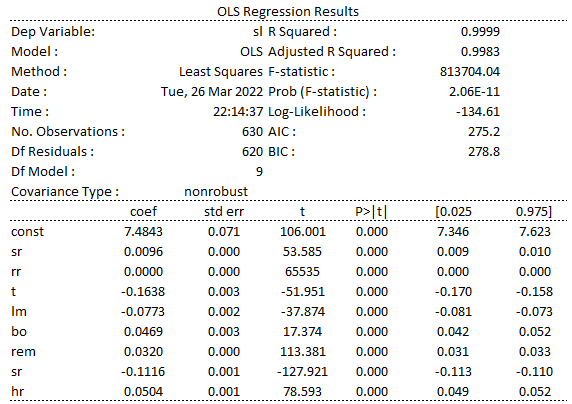 OLS Regression Results
Dep Variable: sl R Squared : 0.9999
Model : OLS Adjusted R Squared : 0.9983
Method : Least Squares F-statistic : 813704.04
Date : Tue, 26 Mar 2022 Prob (F-statistic) : 2.06E-11
Time : 22:14:37 Log-Likelihood : -134.61
No. Observations : 630 AIC : 275.2
Df Residuals : 620 BIC : 278.8
Df Model : 9
Covariance Type : nonrobust
coef std err t P>|t| [0.025 0.975]
const 7.4843 0.071 106.001 0.000 7.346 7.623
sr 0.0096 0.000 53.585 0.000 0.009 0.010
rr 0.0000 0.000 65535 0.000 0.000 0.000
t -0.1638 0.003 -51.951 0.000 -0.170 -0.158
lm -0.0773 0.002 -37.874 0.000 -0.081 -0.073
bo 0.0469 0.003 17.374 0.000 0.042 0.052
rem 0.0320 0.000 113.381 0.000 0.031 0.033
sr -0.1116 0.001 -127.921 0.000 -0.113 -0.110
hr 0.0504 0.001 78.593 0.000 0.049 0.052